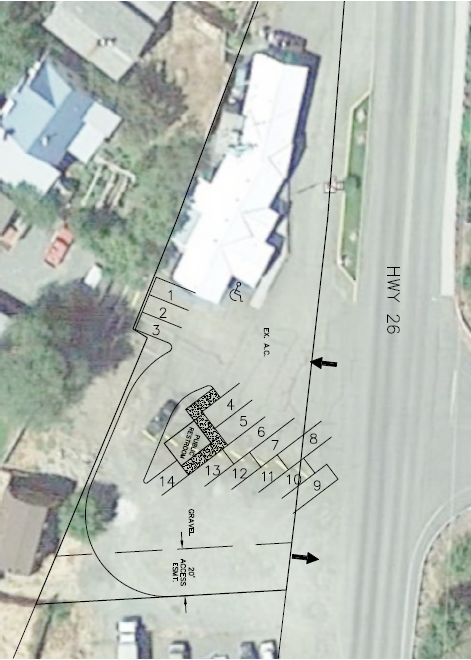 HWY 26
1
2
3
EX. A.C.
4
5
6
7
8
9
10
11
12
13
14
PUBLIC
RESTROOM
GRAVEL
20'
ACCESS
ESMT.